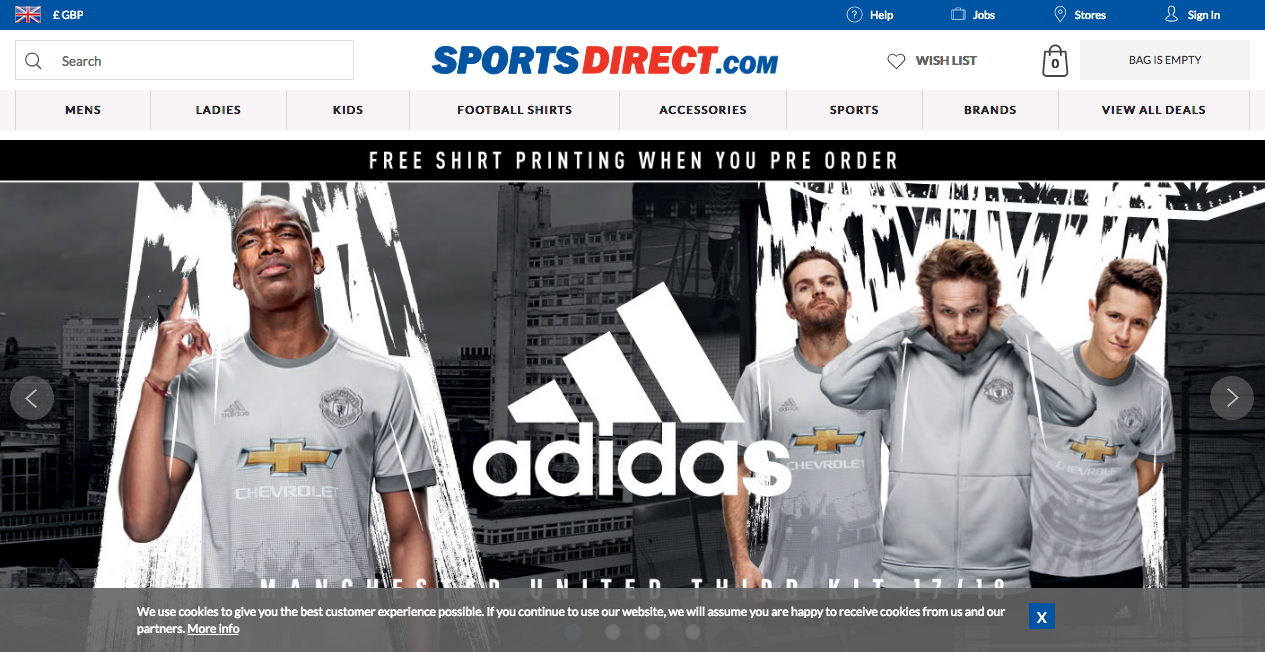 £ GBP
Help
Jobs
Stores
Sign In
Search
SPORTSDIRECT.COM
WISH LIST
0
BAG IS EMPTY
MENS
LADIES
KIDS
FOOTBALL SHIRTS
ACCESSORIES
SPORTS
BRANDS
VIEW ALL DEALS
FREE SHIRT PRINTING WHEN YOU PRE ORDER
CHEVROLET
adidas
CHEVROLET
CHEVROLET
MANCHESTER UNITED THIRD KIT 17/18
We use cookies to give you the best customer experience possible. If you continue to use our website, we will assume you are happy to receive cookies from us and our
partners. More info
X